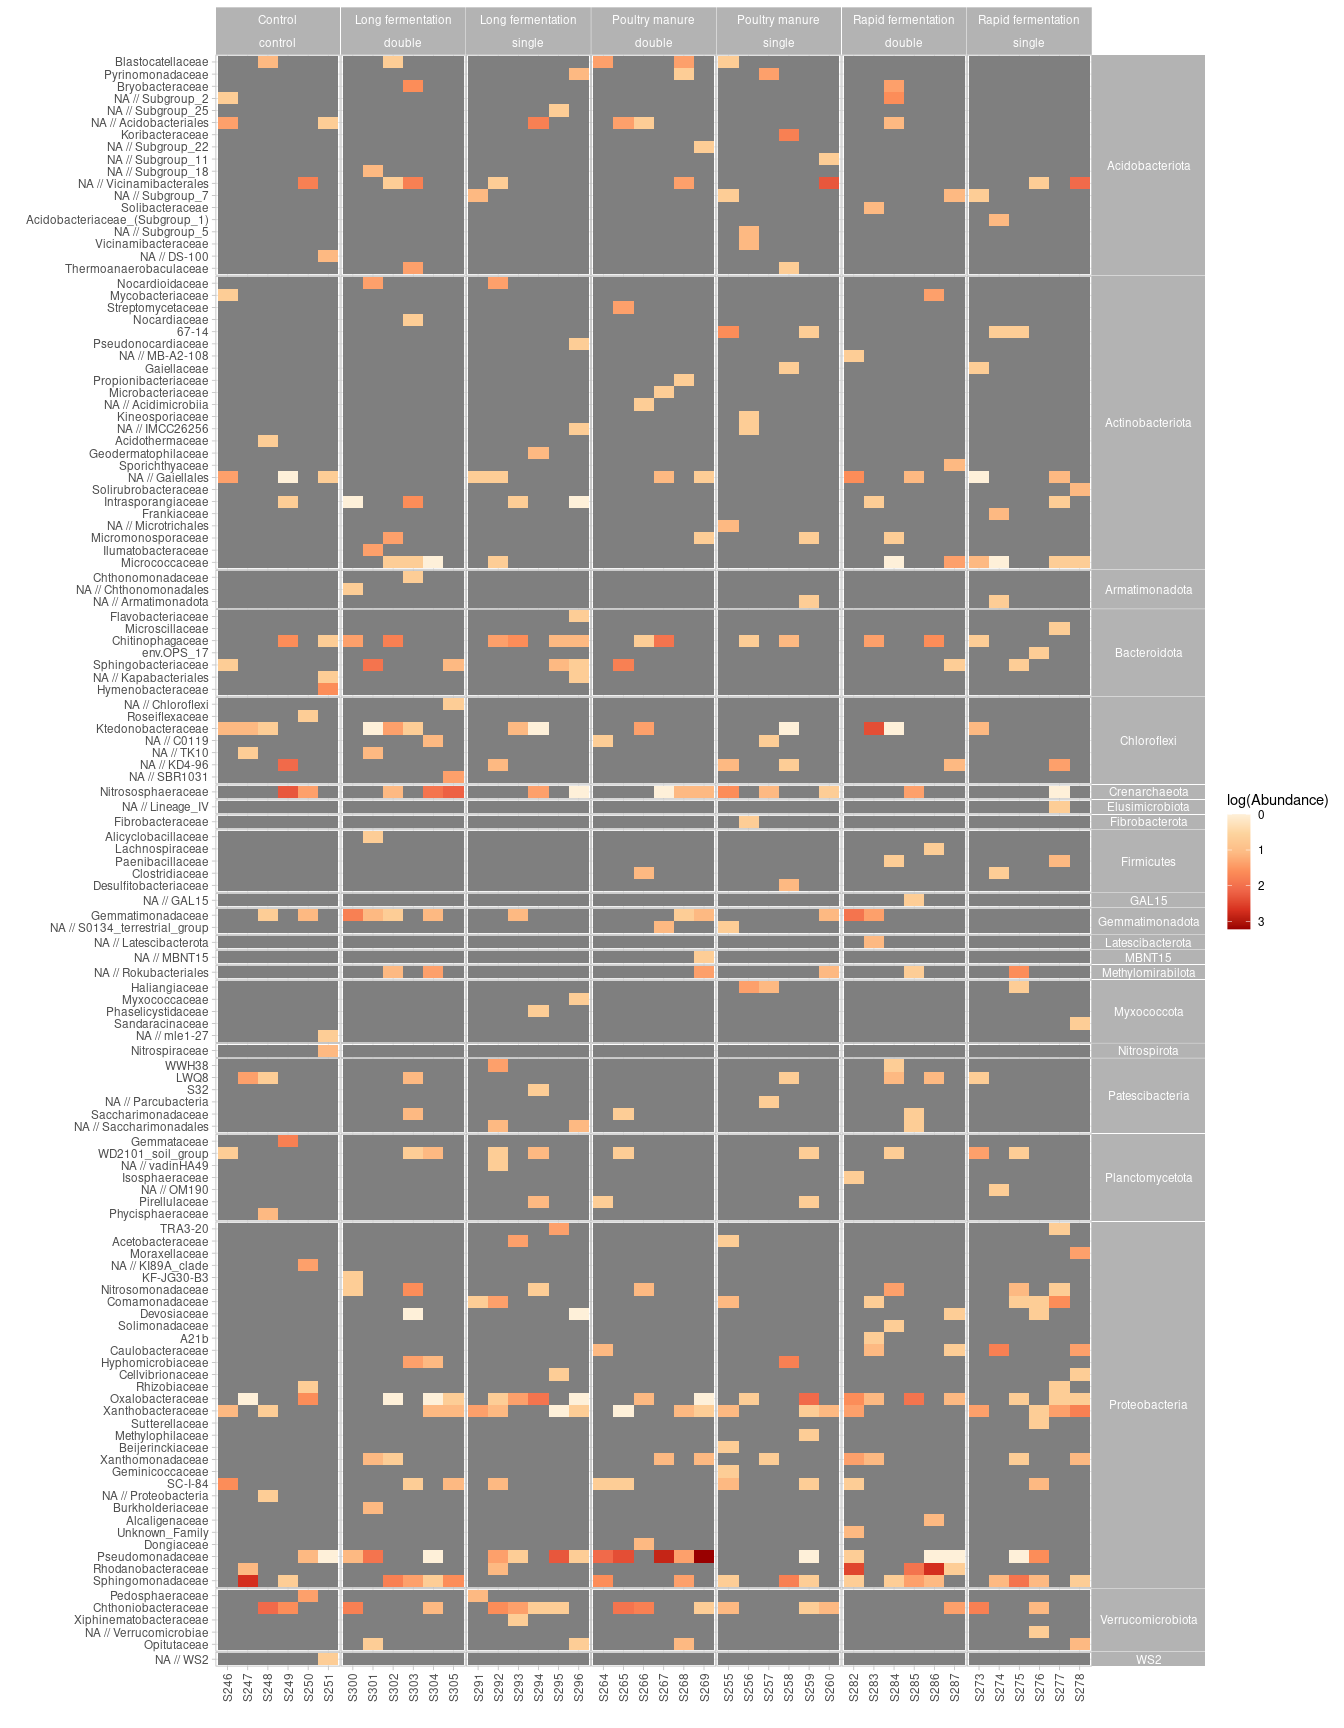 Control Long fermentation Long fermentation Poultry manure Poultry manure Rapid fermentation Rapid fermentation
control double single double single double single
Blastocatellaceae
Pyrinomonadaceae
Bryobacteraceae
NA // Subgroup_2
NA // Subgroup_25
NA // Acidobacteriales
Koribacteraceae
NA // Subgroup_22
NA // Subgroup_11
NA // Subgroup_18
NA // Vicinamibacterales
NA // Subgroup_7
Solibacteraceae
Acidobacteriaceae_(Subgroup_1)
NA // Subgroup_5
Vicinamibacteraceae
NA // DS-100
Thermoanaerobaculaceae
Acidobacteriota
Nocardioidaceae
Mycobacteriaceae
Streptomycetaceae
Nocardiaceae
67-14
Pseudonocardiaceae
NA // MB-A2-108
Gaiellaceae
Propionibacteriaceae
Microbacteriaceae
NA // Acidimicrobiia
Kineosporiaceae
NA // IMCC26256
Acidothermaceae
Geodermatophilaceae
Sporichthyaceae
NA // Gaiellales
Solirubrobacteraceae
Intrasporangiaceae
Frankiaceae
NA // Microtrichales
Micromonosporaceae
Ilumatobacteraceae
Micrococcaceae
Actinobacteriota
Chthonomonadaceae
NA // Chthonomonadales
NA // Armatimonadota
Armatimonadota
Flavobacteriaceae
Microscillaceae
Chitinophagaceae
env.OPS_17
Sphingobacteriaceae
NA // Kapabacteriales
Hymenobacteraceae
Bacteroidota
NA // Chloroflexi
Roseiflexaceae
Ktedonobacteraceae
NA // C0119
NA // TK10
NA // KD4-96
NA // SBR1031
Chloroflexi
Nitrososphaeraceae Crenarchaeota
NA // Lineage_IV Elusimicrobiota
Fibrobacteraceae Fibrobacterota
Alicyclobacillaceae
Lachnospiraceae
Paenibacillaceae
Clostridiaceae
Desulfitobacteriaceae
Firmicutes
NA // GAL15 GAL15
Gemmatimonadaceae
NA // S0134_terrestrial_group
Gemmatimonadota
NA // Latescibacterota Latescibacterota
NA // MBNT15 MBNT15
NA // Rokubacteriales Methylomirabilota
Haliangiaceae
Myxococcaceae
Phaselicystidaceae
Sandaracinaceae
NA // mle1-27
Myxococcota
Nitrospiraceae Nitrospirota
WWH38
LWQ8
S32
NA // Parcubacteria
Saccharimonadaceae
NA // Saccharimonadales
Patescibacteria
Gemmataceae
WD2101_soil_group
NA // vadinHA49
Isosphaeraceae
NA // OM190
Pirellulaceae
Phycisphaeraceae
Planctomycetota
TRA3-20
Acetobacteraceae
Moraxellaceae
NA // KI89A_clade
KF-JG30-B3
Nitrosomonadaceae
Comamonadaceae
Devosiaceae
Solimonadaceae
A21b
Caulobacteraceae
Hyphomicrobiaceae
Cellvibrionaceae
Rhizobiaceae
Oxalobacteraceae
Xanthobacteraceae
Sutterellaceae
Methylophilaceae
Beijerinckiaceae
Xanthomonadaceae
Geminicoccaceae
SC-I-84
NA // Proteobacteria
Burkholderiaceae
Alcaligenaceae
Unknown_Family
Dongiaceae
Pseudomonadaceae
Rhodanobacteraceae
Sphingomonadaceae
Proteobacteria
Pedosphaeraceae
Chthoniobacteraceae
Xiphinematobacteraceae
NA // Verrucomicrobiae
Opitutaceae
Verrucomicrobiota
NA // WS2 WS2
S246 S247 S248 S249 S250 S251 S300 S301 S302 S303 S304 S305 S291 S292 S293 S294 S295 S296 S264 S265 S266 S267 S268 S269 S255 S256 S257 S258 S259 S260 S282 S283 S284 S285 S286 S287 S273 S274 S275 S276 S277 S278
log(Abundance)
0
1
2
3